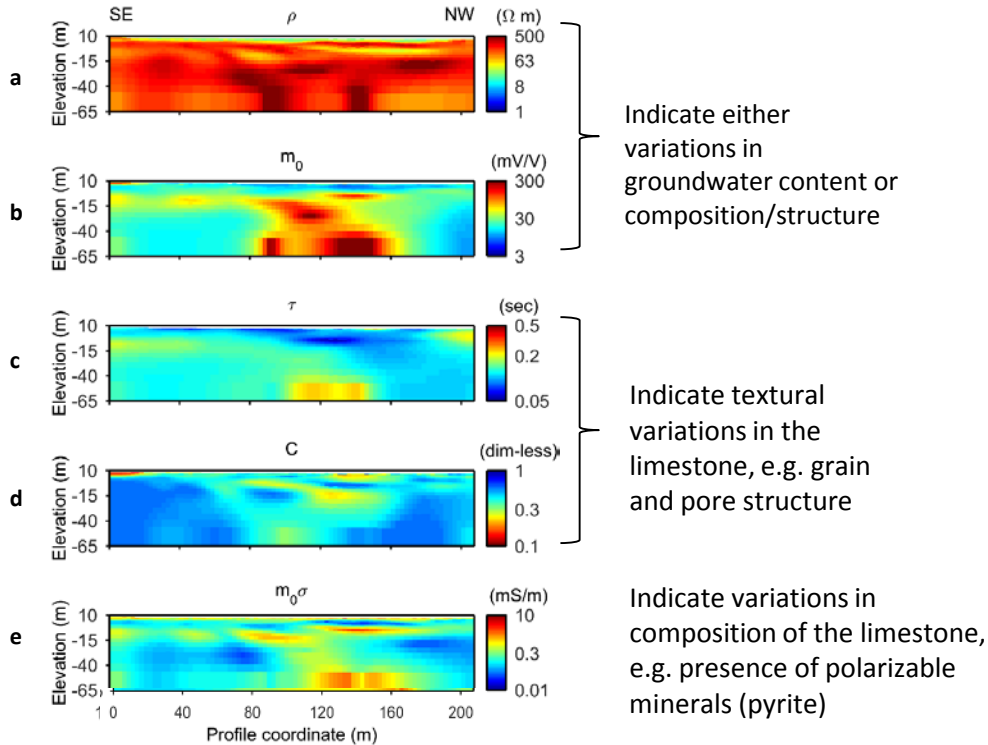 SE ρ NW (Ω m)
a
Elevation (m)
10
-15
-40
-65
500
63
8
1
m₀ (mV/V)
b
Elevation (m)
10
-15
-40
-65
300
30
3
Indicate either
variations in
groundwater content or
composition/structure
τ (sec)
c
Elevation (m)
10
-15
-40
-65
0.5
0.2
0.05
C (dim-less)
d
Elevation (m)
10
-15
-40
-65
1
0.3
0.1
Indicate textural
variations in the
limestone, e.g. grain
and pore structure
m₀σ (mS/m)
e
Elevation (m)
10
-15
-40
-65
10
0.3
0.01
1 0 40 80 120 160 200
Profile coordinate (m)
Indicate variations in
composition of the limestone,
e.g. presence of polarizable
minerals (pyrite)